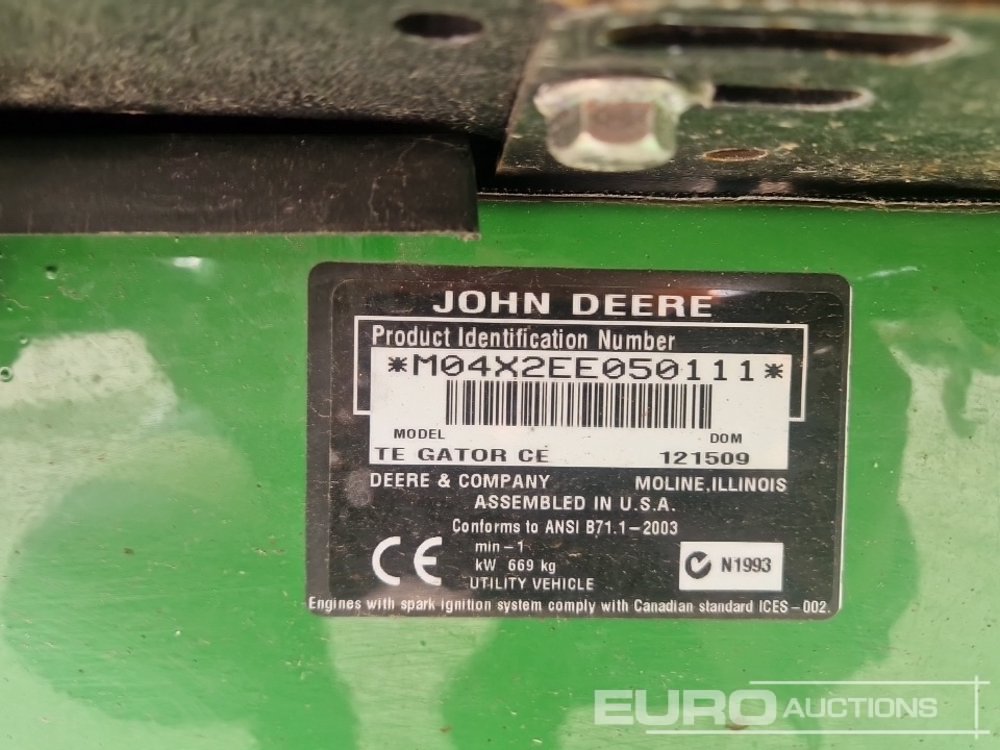 JOHN DEERE
Product Identification Number
*M04X2EE050111*
MODEL DOM
TE GATOR CE 121509
DEERE & COMPANY MOLINE, ILLINOIS
ASSEMBLED IN U.S.A.
Conforms to ANSI B71.1-2003
CE min-1
kW 669 kg
UTILITY VEHICLE
N1993
Engines with spark ignition system comply with Canadian standard ICES-002.
EURO AUCTIONS